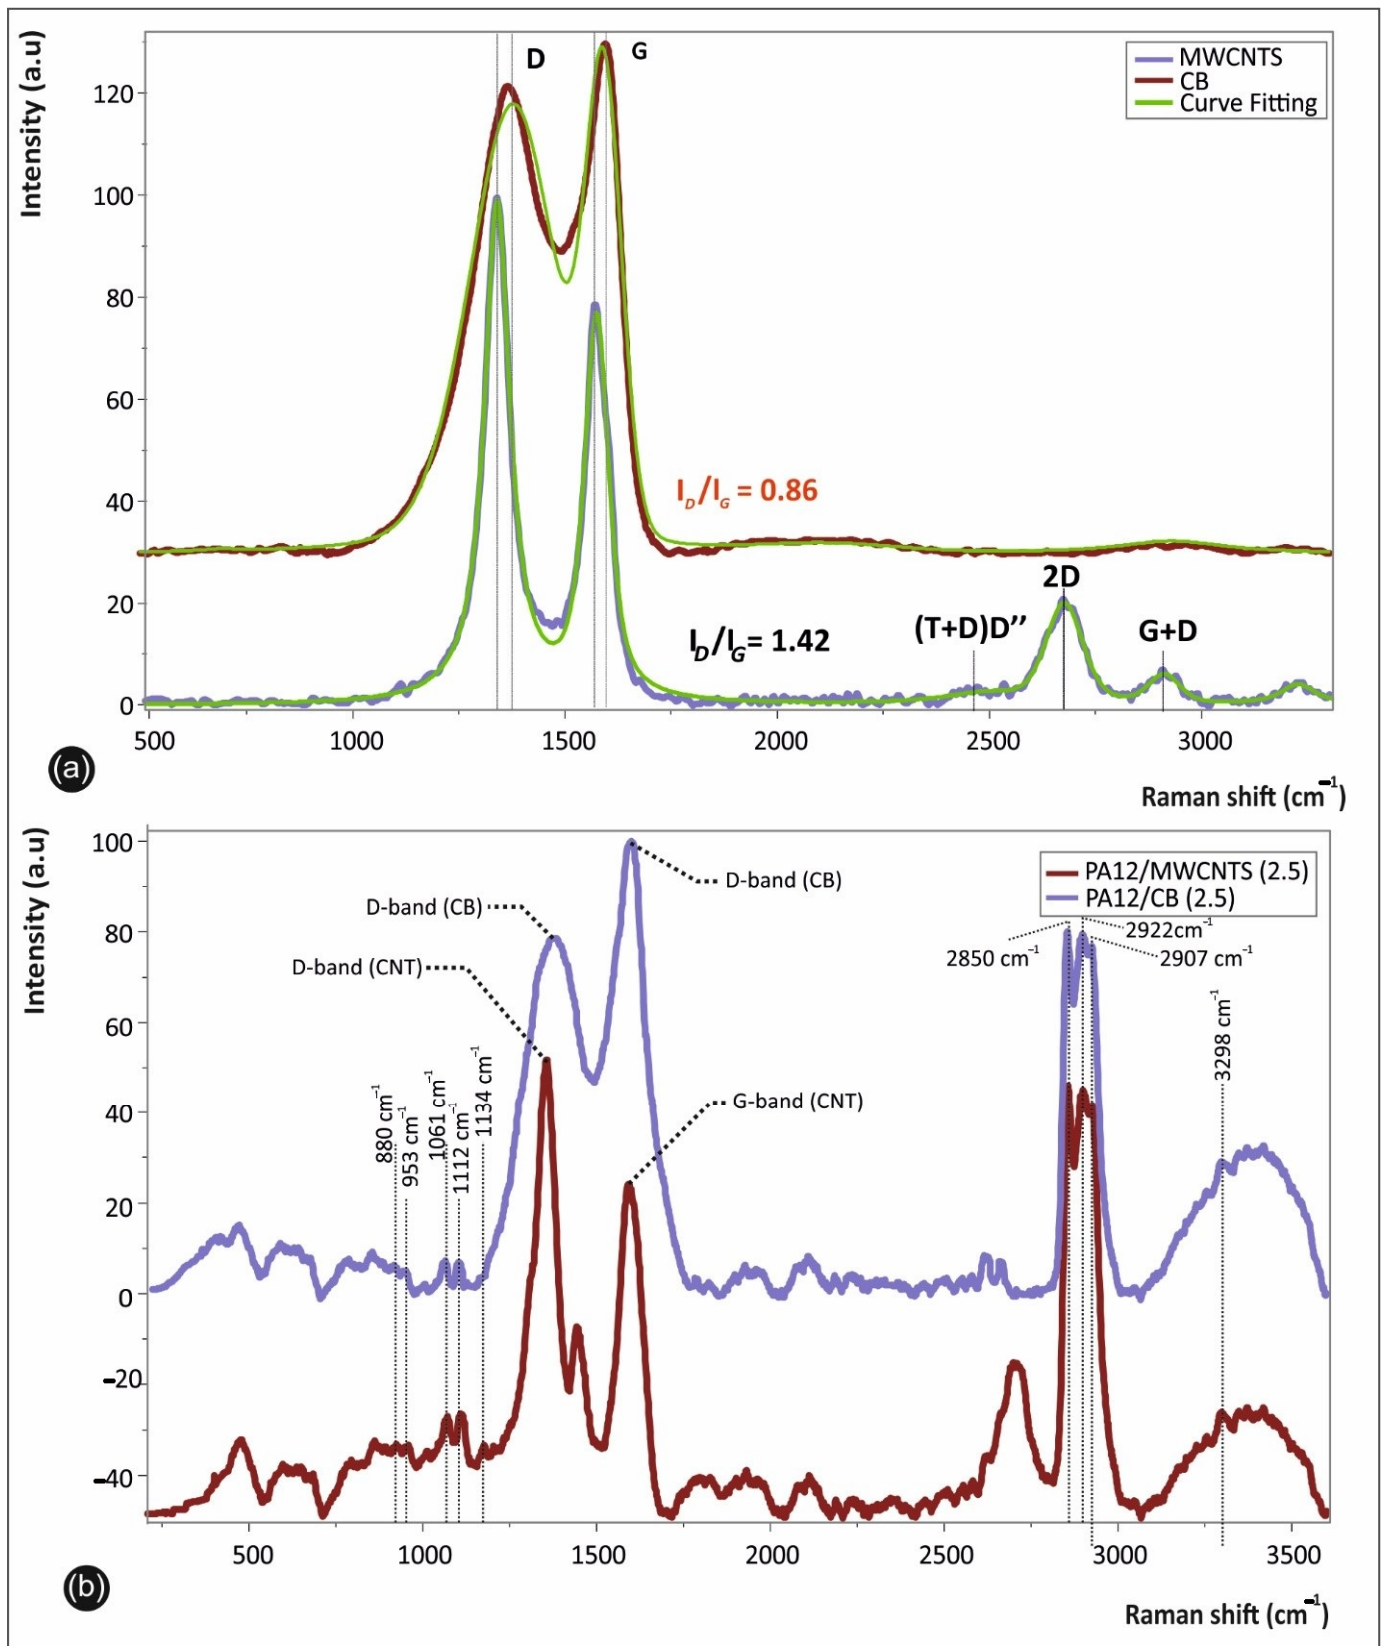 Intensity (a.u)
D
G
MWCNTS
CB
Curve Fitting
120
100
80
60
40
20
0
I_D/I_G = 0.86
I_D/I_G = 1.42
(T+D)D’’
2D
G+D
500
1000
1500
2000
2500
3000
(a)
Raman shift (cm⁻¹)
Intensity (a.u)
100
80
60
40
20
0
−20
−40
D-band (CB)
D-band (CB)
D-band (CNT)
G-band (CNT)
PA12/MWCNTS (2.5)
PA12/CB (2.5)
2922cm⁻¹
2850 cm⁻¹
2907 cm⁻¹
3298 cm⁻¹
880 cm⁻¹
953 cm⁻¹
1061 cm⁻¹
1112 cm⁻¹
1134 cm⁻¹
500
1000
1500
2000
2500
3000
3500
(b)
Raman shift (cm⁻¹)